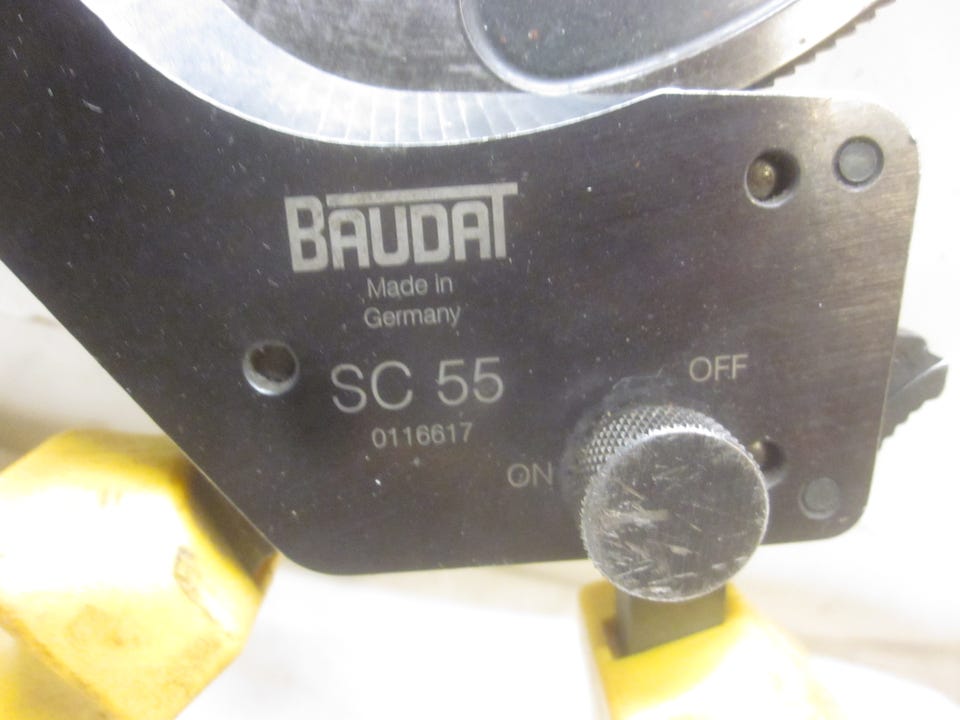 BAUDAT
Made in
Germany
SC 55
0116617
OFF
ON